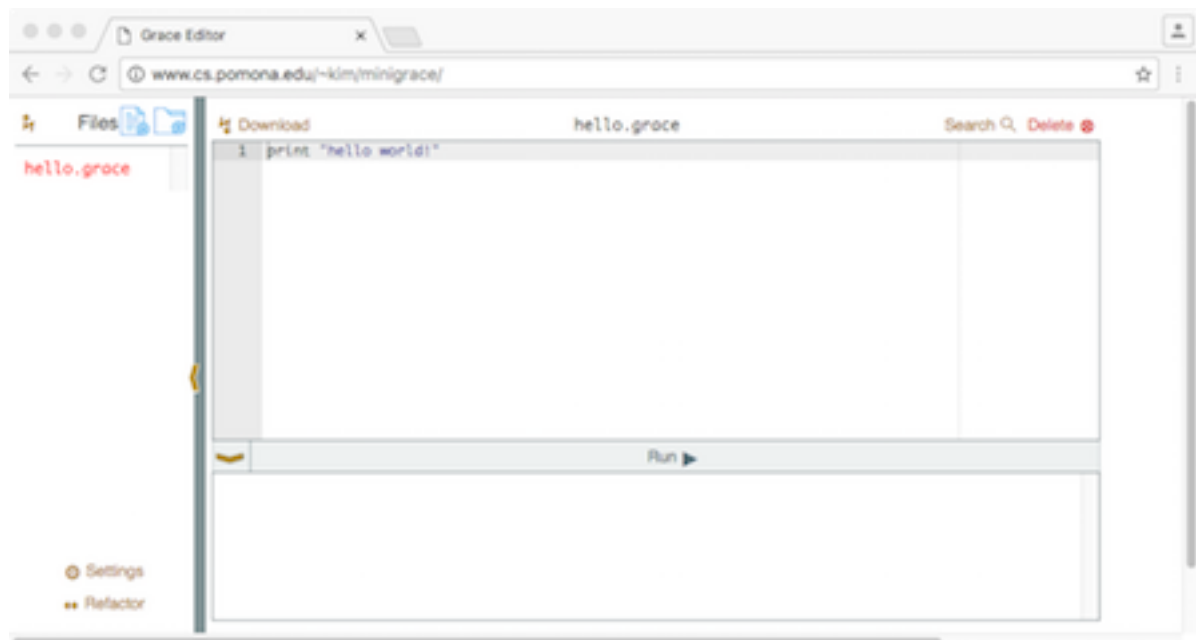 Grace Editor
www.cs.pomona.edu/~kim/minigrace/
Files
Download hello.grace Search Delete
hello.grace
1 print "hello world!"
Run
Settings
Refactor